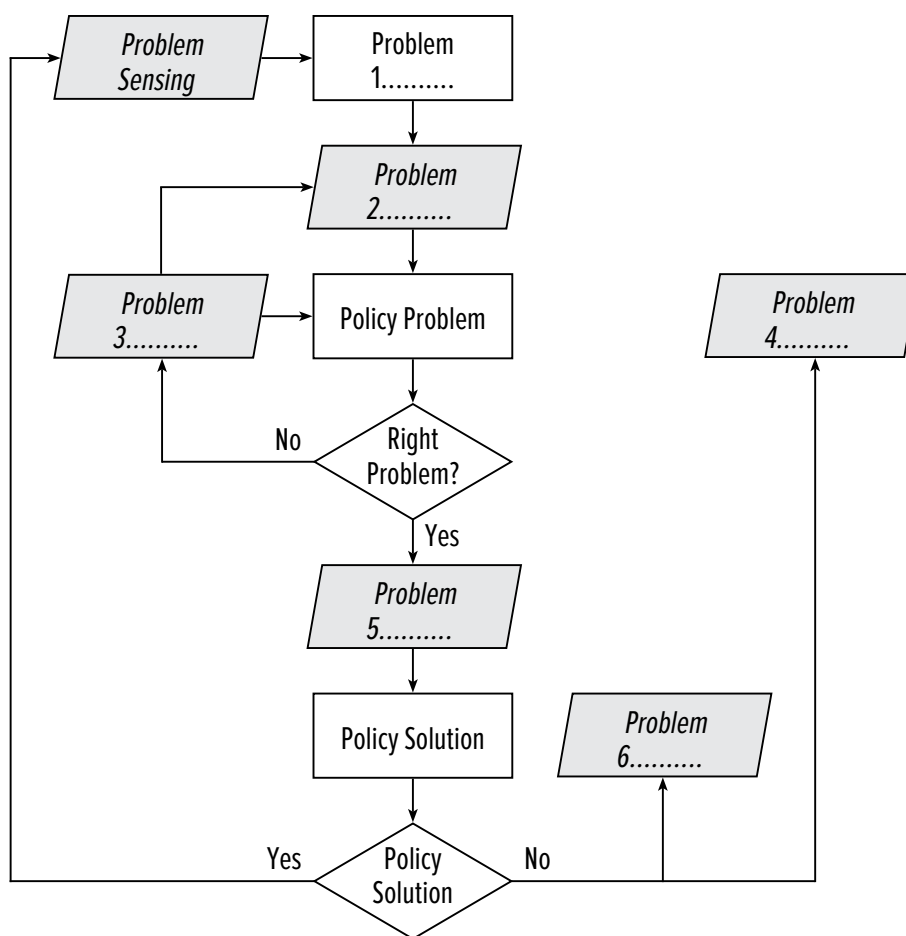 Problem
Sensing
Problem
1..........
Problem
2..........
Problem
3..........
Policy Problem
Problem
4..........
No
Right
Problem?
Yes
Problem
5..........
Policy Solution
Problem
6..........
Yes
Policy
Solution
No